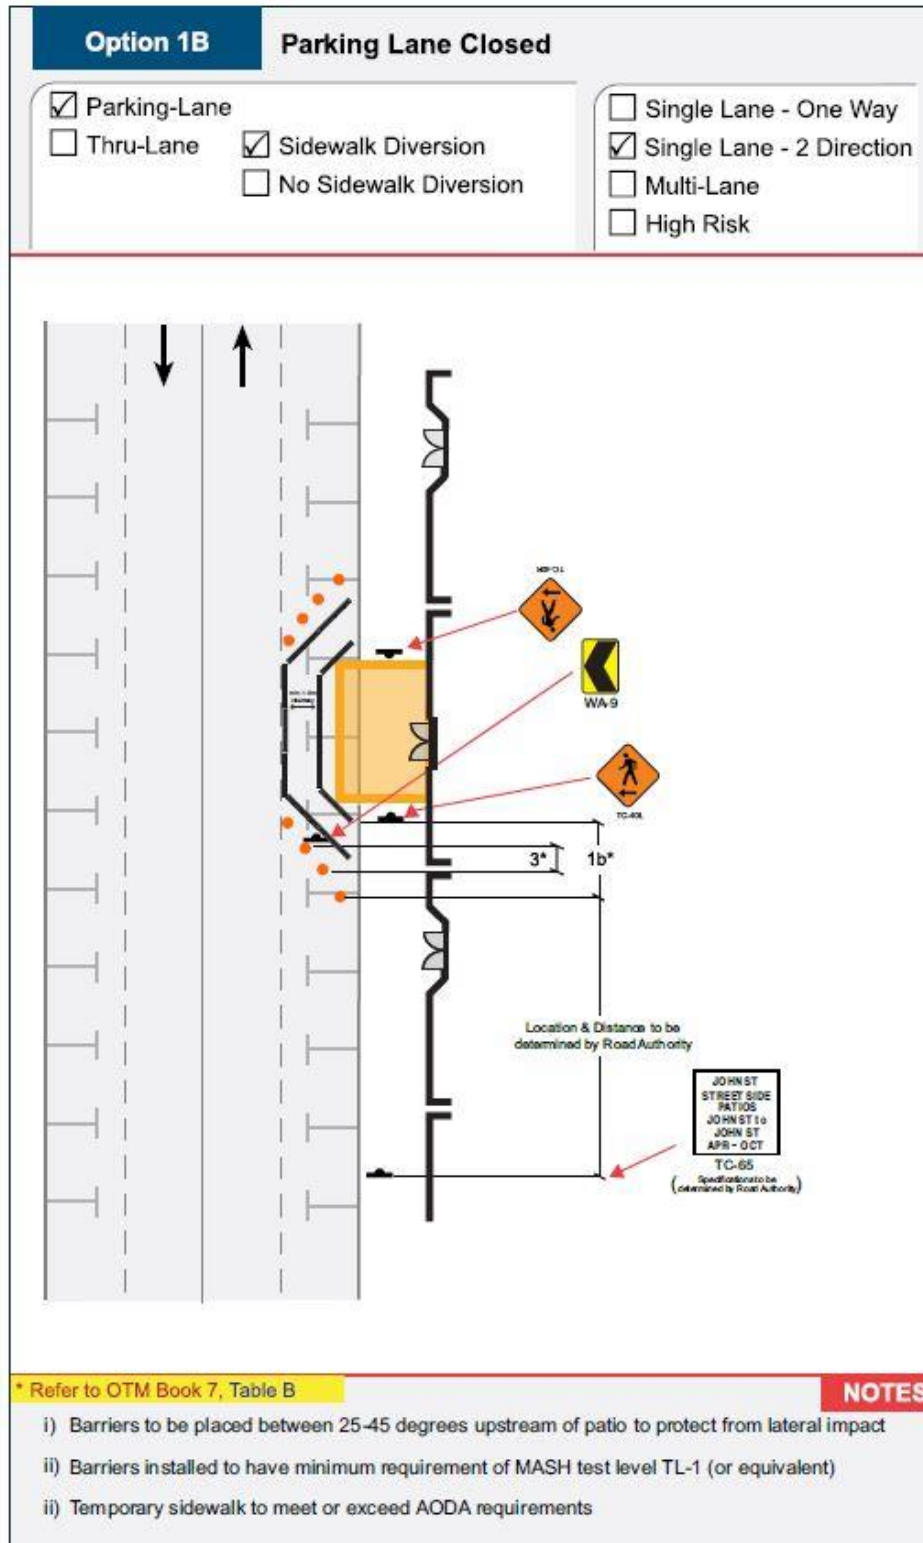 Option 1B
Parking Lane Closed
Parking-Lane
Thru-Lane
Sidewalk Diversion
No Sidewalk Diversion
Single Lane - One Way
Single Lane - 2 Direction
Multi-Lane
High Risk
WA-9
TC-40L
3*
1b*
Location & Distance to be
determined by Road Authority
JOHN ST
STREET SIDE
PATIOS
JOHN ST to
JOHN ST
APR - OCT
TC-65
(Specifications to be
determined by Road Authority)
* Refer to OTM Book 7, Table B
NOTES
i) Barriers to be placed between 25-45 degrees upstream of patio to protect from lateral impact
ii) Barriers installed to have minimum requirement of MASH test level TL-1 (or equivalent)
ii) Temporary sidewalk to meet or exceed AODA requirements